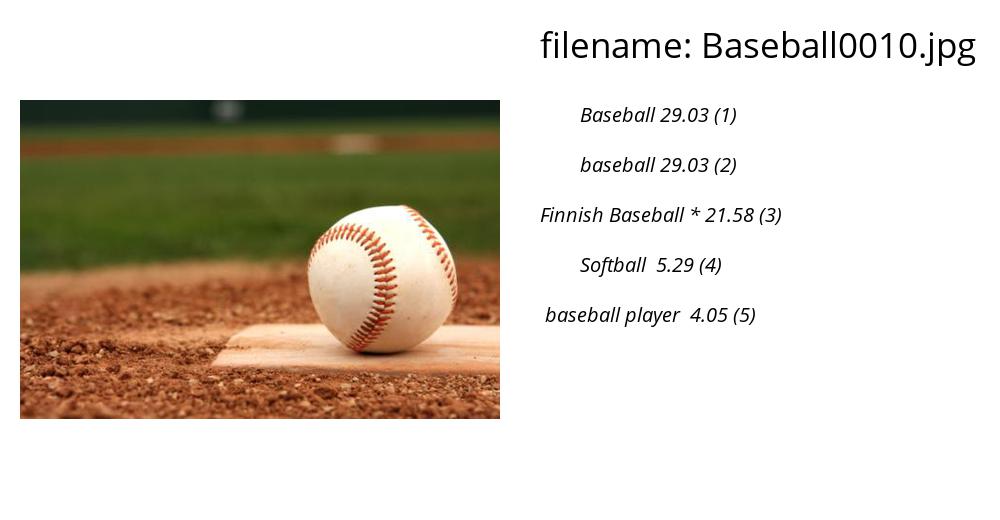 filename: Baseball0010.jpg
Baseball 29.03 (1)
baseball 29.03 (2)
Finnish Baseball * 21.58 (3)
Softball  5.29 (4)
baseball player  4.05 (5)